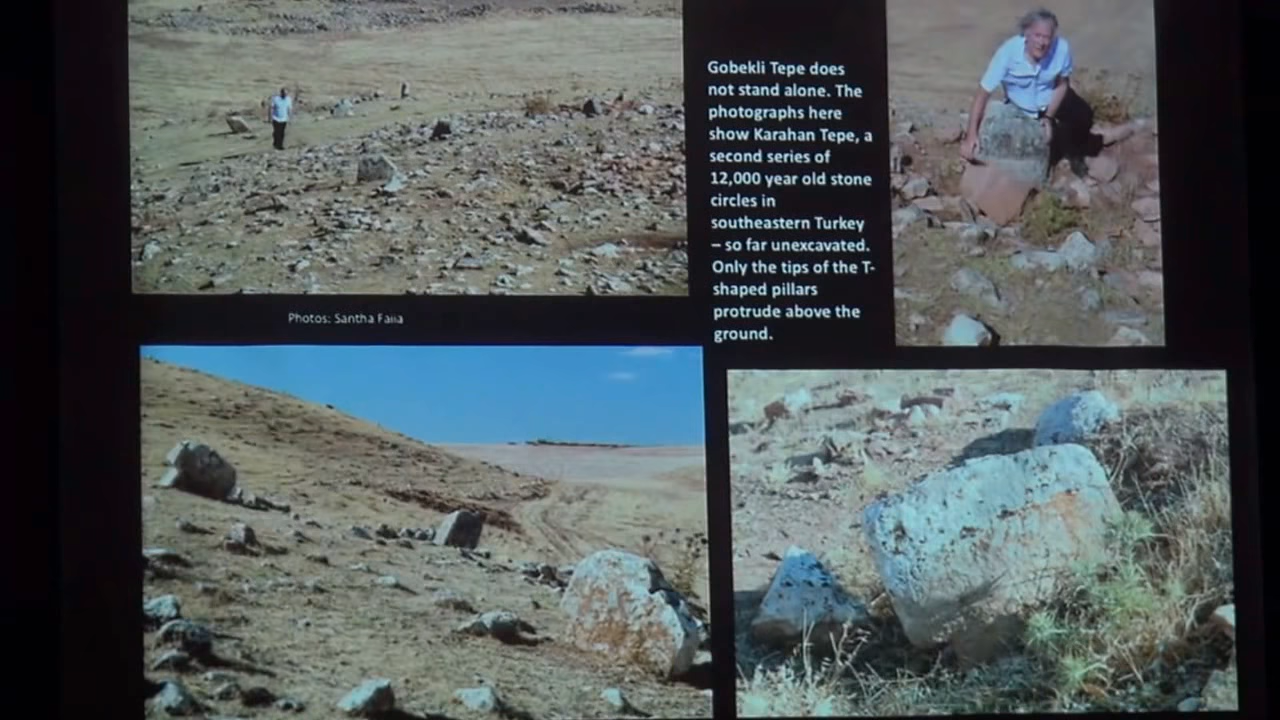 Gobekli Tepe does
not stand alone. The
photographs here
show Karahan Tepe, a
second series of
12,000 year old stone
circles in
southeastern Turkey
– so far unexcavated.
Only the tips of the T-
shaped pillars
protrude above the
ground.
Photos: Santha Faiia